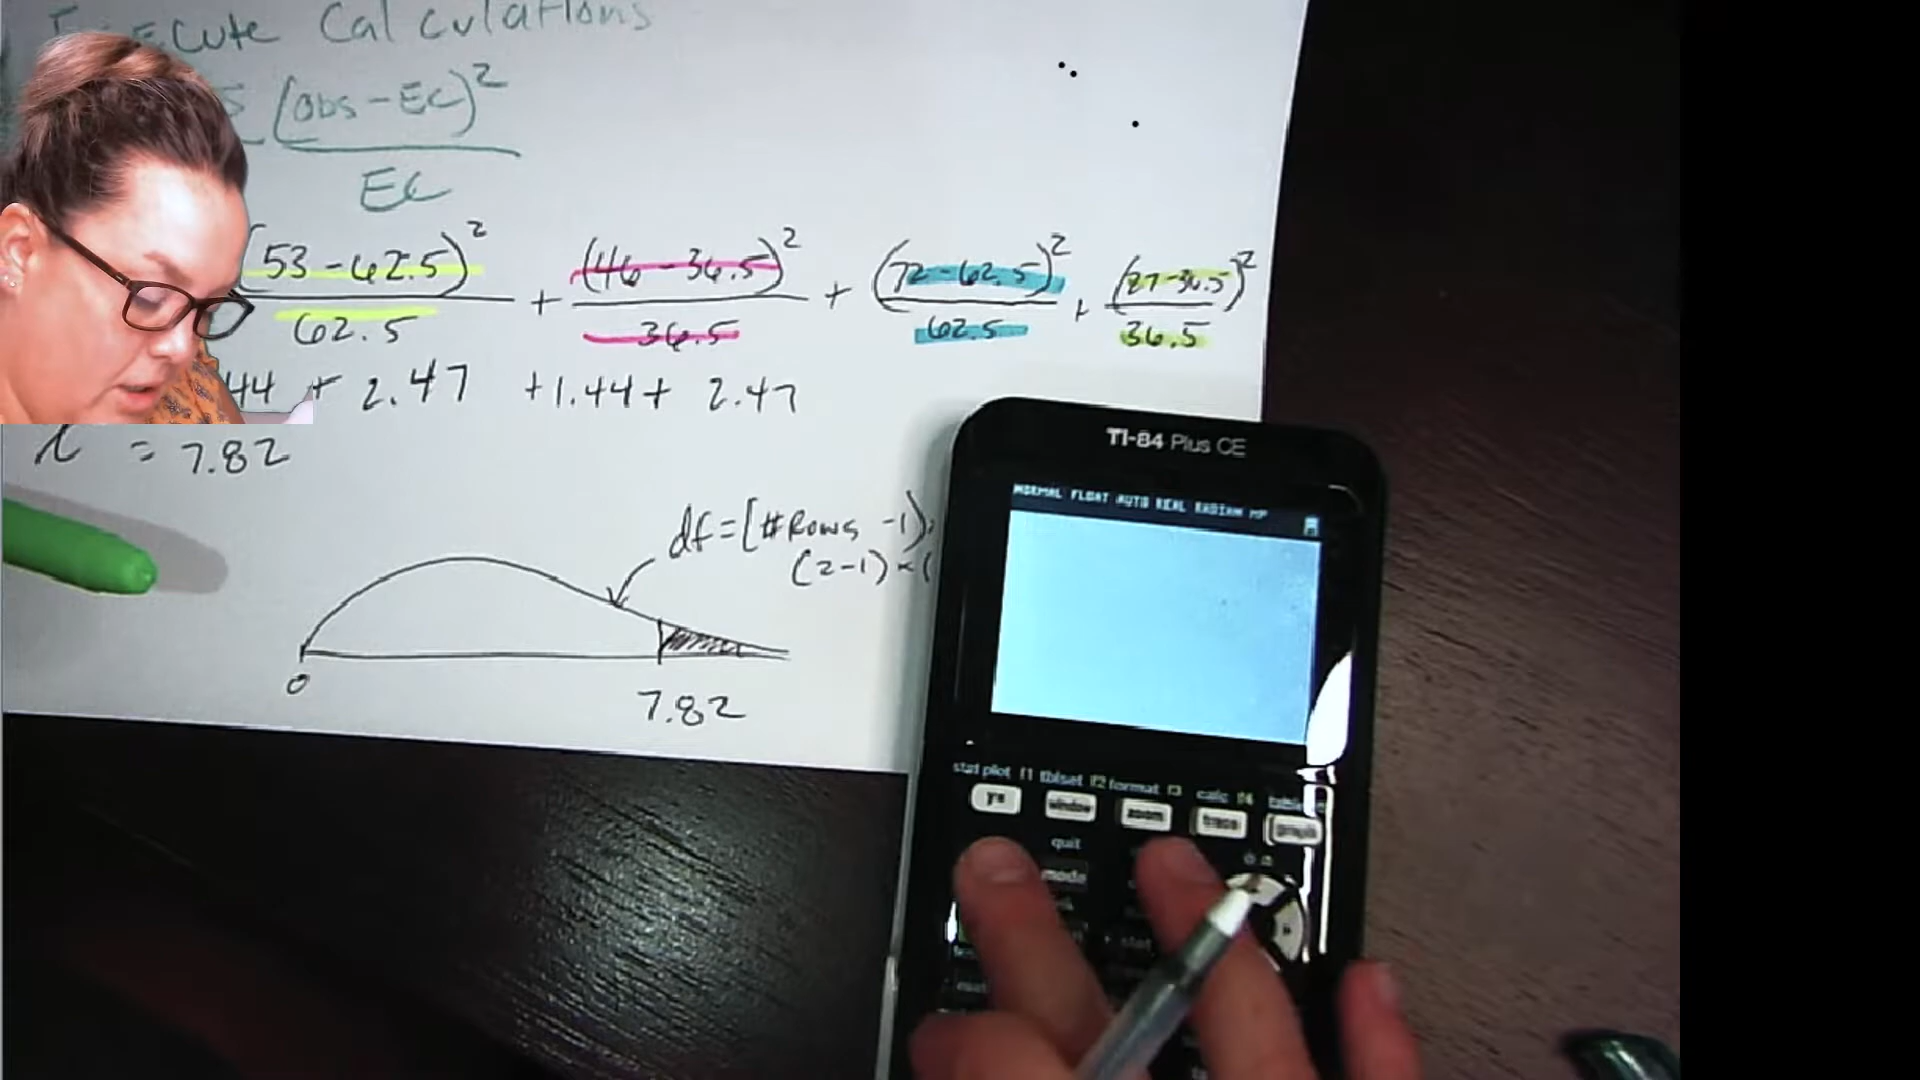 Execute Calculations
(Obs - EC)²
EC
(53 - 62.5)² + (46 - 36.5)² + (72 - 62.5)² + (27 - 36.5)²
62.5 36.5 62.5 36.5
44 + 2.47 + 1.44 + 2.47
= 7.82
df = [#Rows - 1)
(2-1) × (
0
7.82
TI-84 Plus CE
NORMAL FLOAT AUTO REAL RADIAN MP
stat plot f1 tblset f2 format f3 calc f4 table
y= window zoom trace graph
quit
mode
stat